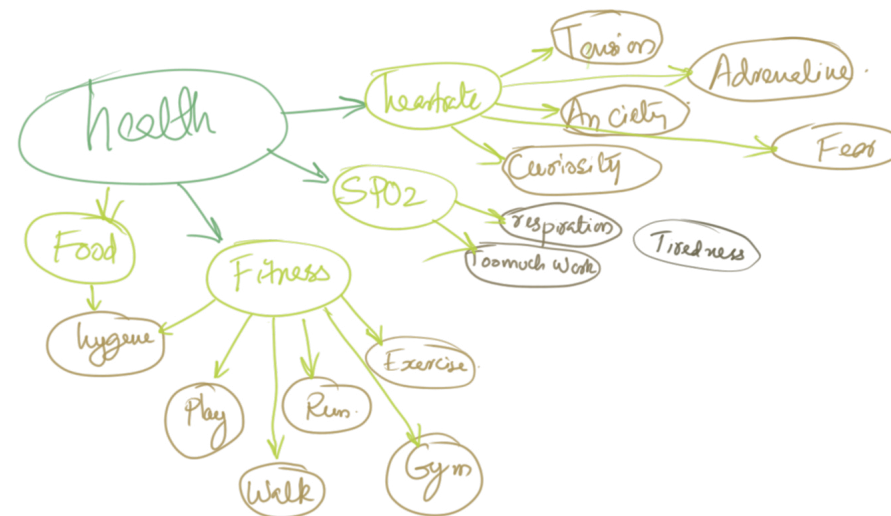 Tension
Adrenaline.
health
heartrate
Anciety
Fear
Curiosity
SPO2
respiration
Tiredness
Food
Toomuch Work
Fitness
hygene
Exercise.
Play
Run.
Gym
Walk